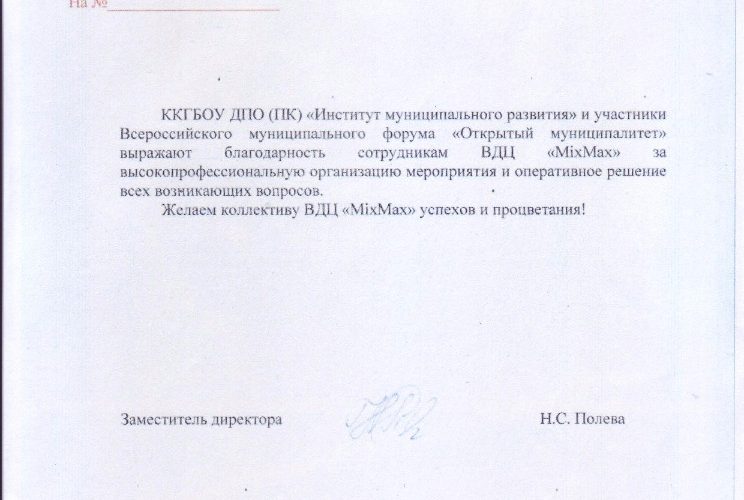 На №
ККГБОУ ДПО (ПК) «Институт муниципального развития» и участники
Всероссийского муниципального форума «Открытый муниципалитет»
выражают благодарность сотрудникам ВДЦ «MixMax» за
высокопрофессиональную организацию мероприятия и оперативное решение
всех возникающих вопросов.
Желаем коллективу ВДЦ «MixMax» успехов и процветания!
Заместитель директора Н.С. Полева